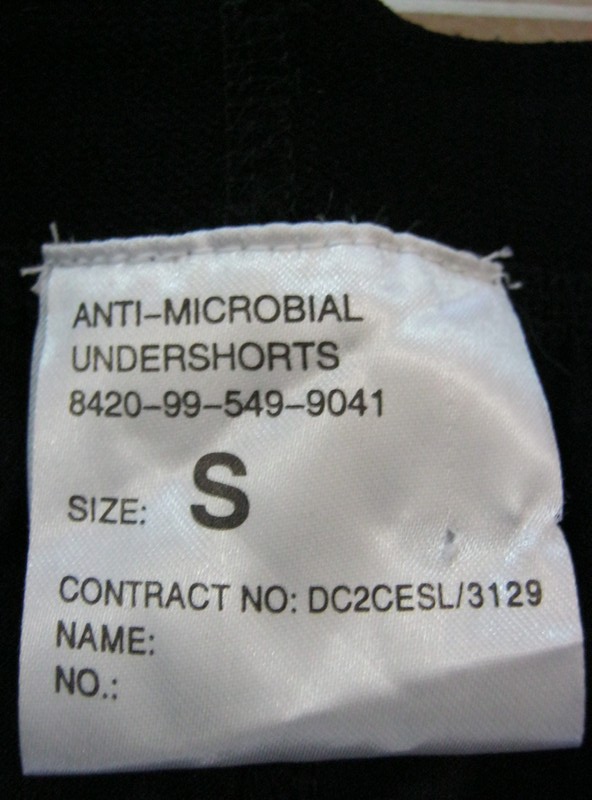 ANTI-MICROBIAL
UNDERSHORTS
8420-99-549-9041
SIZE: S
CONTRACT NO: DC2CESL/3129
NAME:
NO.: